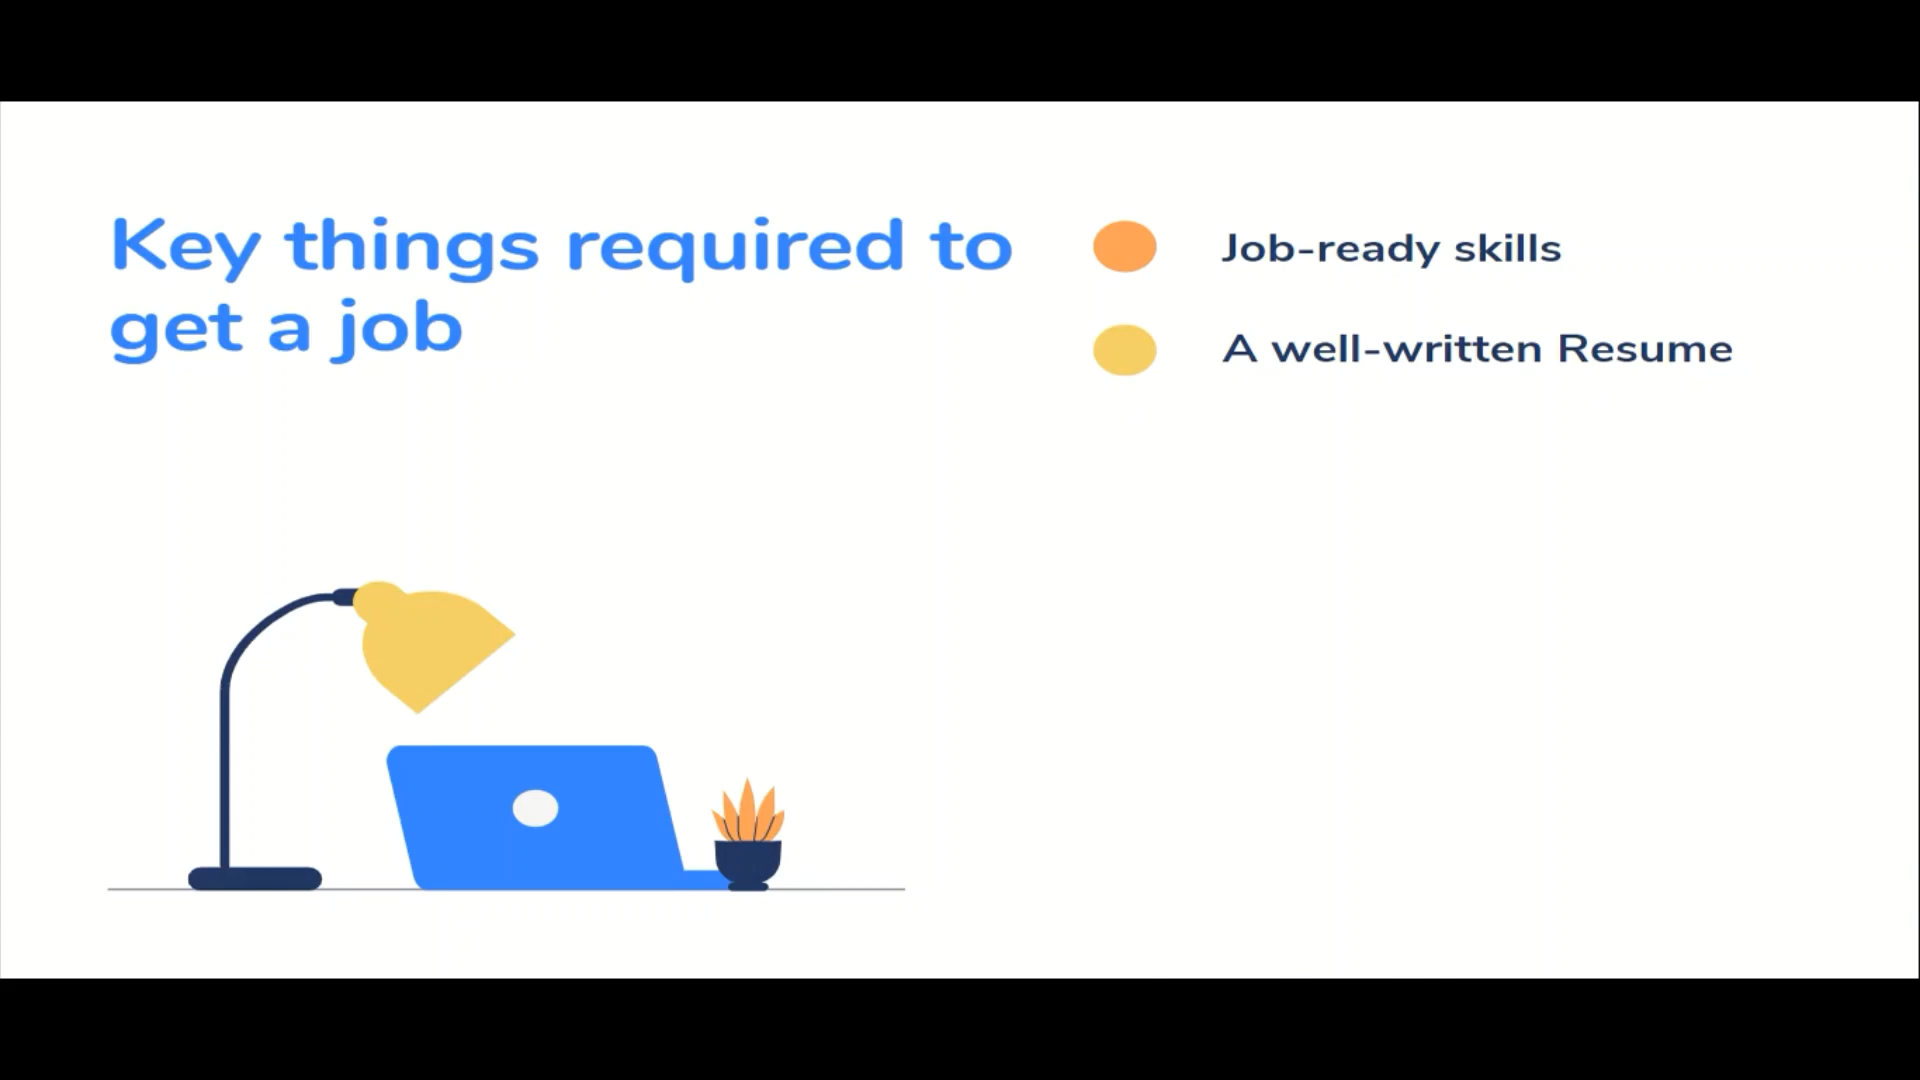 Key things required to
get a job
Job-ready skills
A well-written Resume